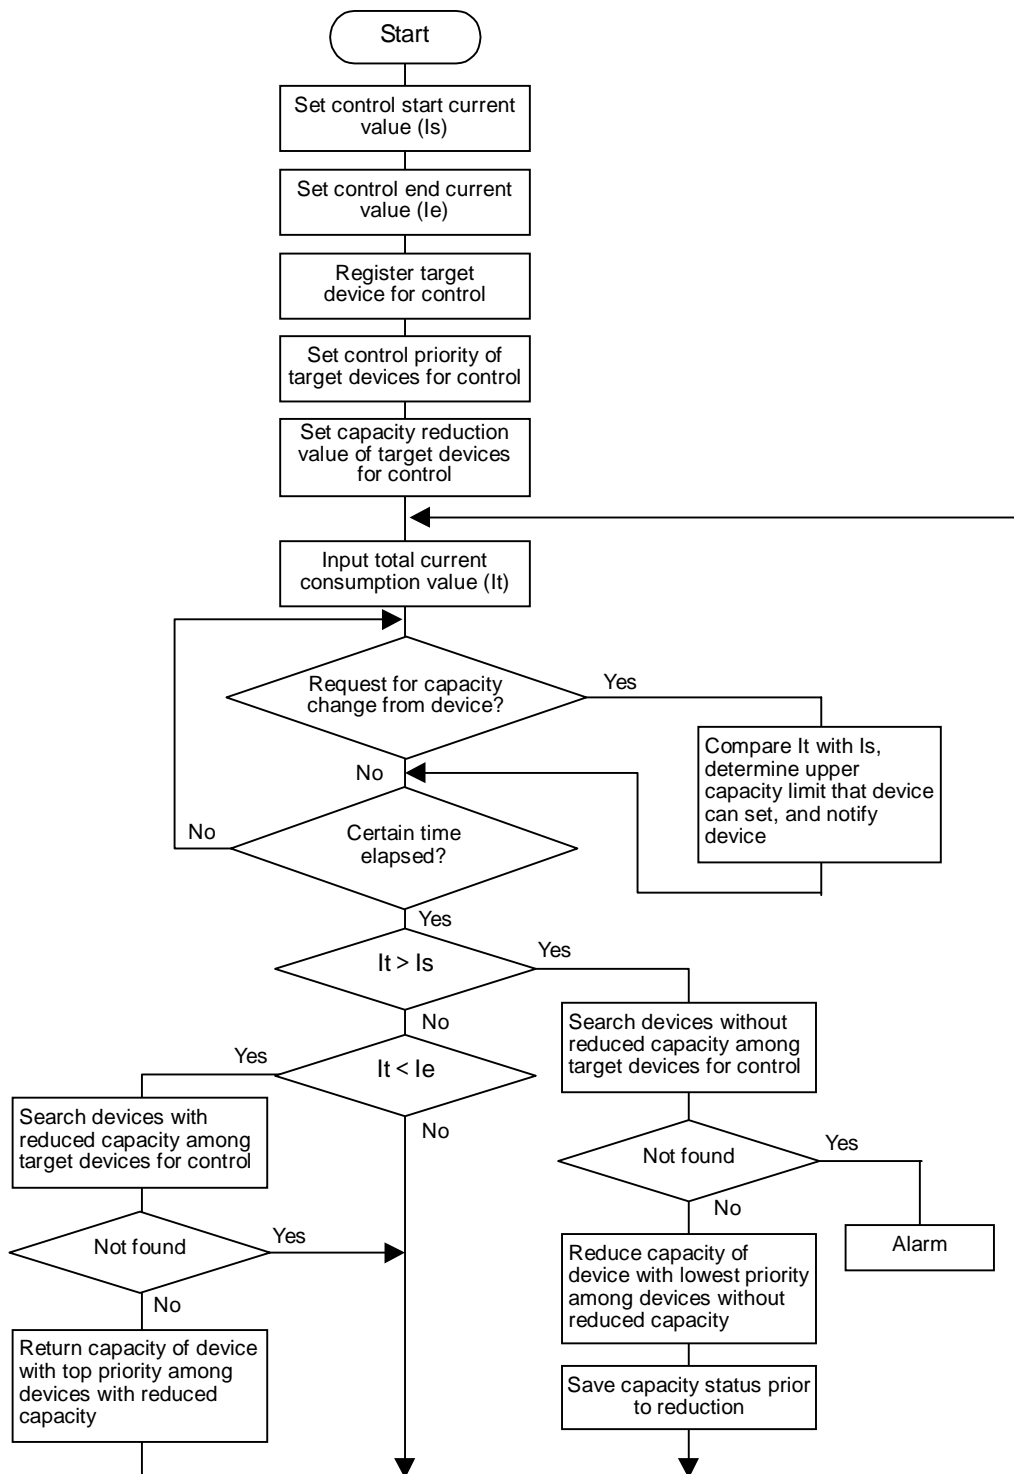 Start
Set control start current
value (Is)
Set control end current
value (Ie)
Register target
device for control
Set control priority of
target devices for control
Set capacity reduction
value of target devices
for control
Input total current
consumption value (It)
Request for capacity
change from device?
Yes
No
Compare It with Is,
determine upper
capacity limit that device
can set, and notify
device
Certain time
elapsed?
No
Yes
It > Is
Yes
No
Search devices without
reduced capacity among
target devices for control
It < Ie
Yes
No
Search devices with
reduced capacity among
target devices for control
Not found
Yes
No
Alarm
Not found
Yes
No
Reduce capacity of
device with lowest priority
among devices without
reduced capacity
Return capacity of device
with top priority among
devices with reduced
capacity
Save capacity status prior
to reduction